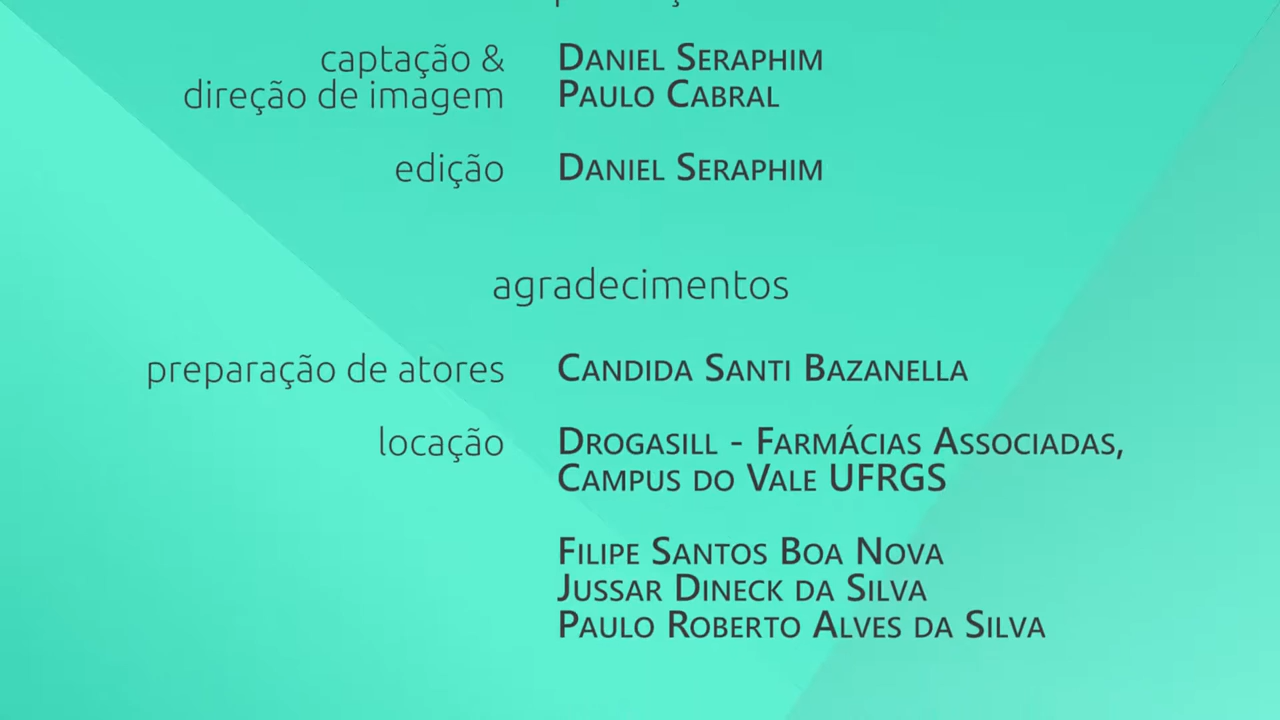 captação & DANIEL SERAPHIM
direção de imagem PAULO CABRAL
edição DANIEL SERAPHIM
agradecimentos
preparação de atores CANDIDA SANTI BAZANELLA
locação DROGASILL - FARMÁCIAS ASSOCIADAS,
CAMPUS DO VALE UFRGS
FILIPE SANTOS BOA NOVA
JUSSAR DINECK DA SILVA
PAULO ROBERTO ALVES DA SILVA